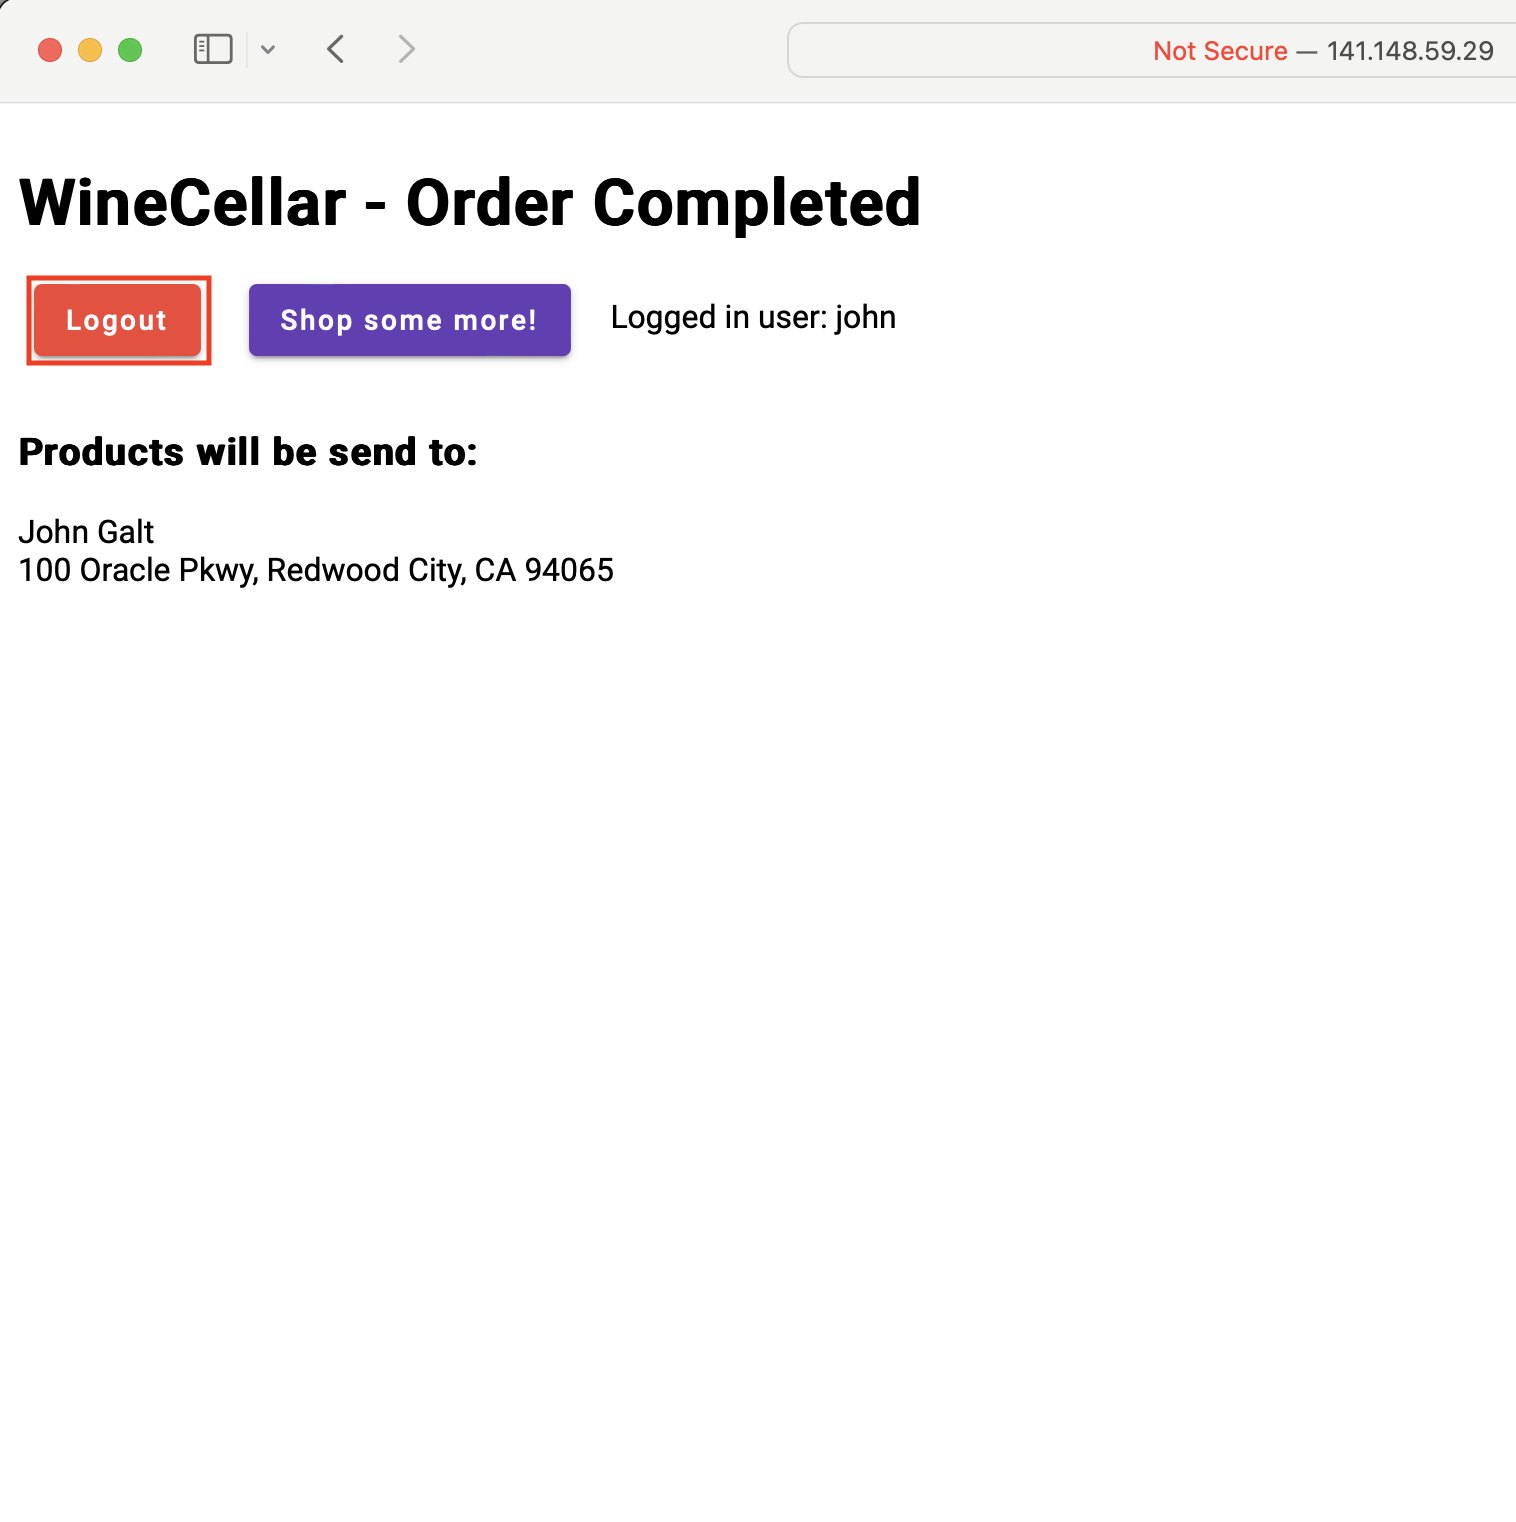 Not Secure — 141.148.59.29
WineCellar - Order Completed
Logout
Shop some more!
Logged in user: john
Products will be send to:
John Galt
100 Oracle Pkwy, Redwood City, CA 94065